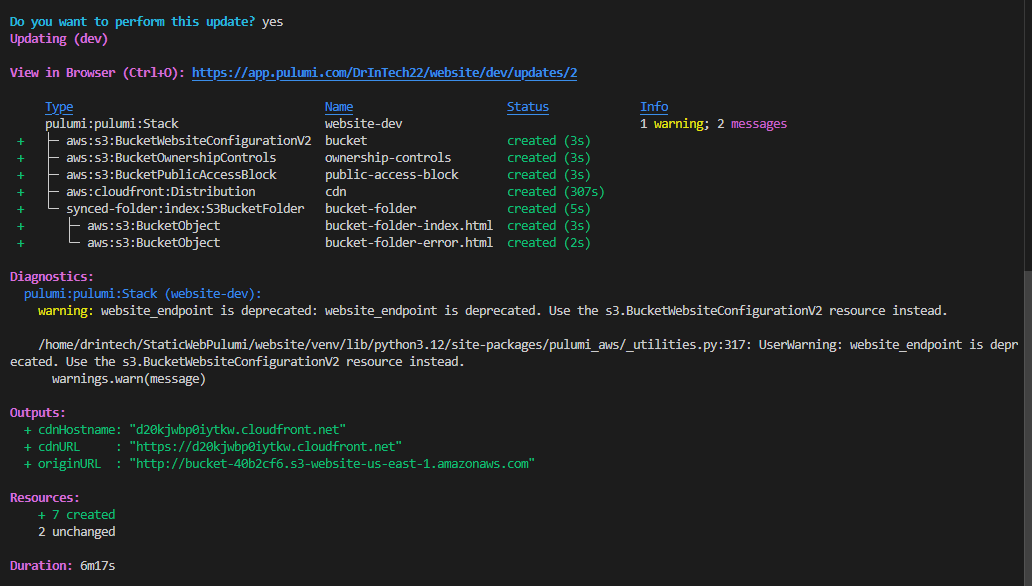 Do you want to perform this update? yes
Updating (dev)
View in Browser (Ctrl+O): https://app.pulumi.com/DrInTech22/website/dev/updates/2
Type Name Status Info
pulumi:pulumi:Stack website-dev 1 warning; 2 messages
+ ├─ aws:s3:BucketWebsiteConfigurationV2 bucket created (3s)
+ ├─ aws:s3:BucketOwnershipControls ownership-controls created (3s)
+ ├─ aws:s3:BucketPublicAccessBlock public-access-block created (3s)
+ ├─ aws:cloudfront:Distribution cdn created (307s)
+ └─ synced-folder:index:S3BucketFolder bucket-folder created (5s)
+ ├─ aws:s3:BucketObject bucket-folder-index.html created (3s)
+ └─ aws:s3:BucketObject bucket-folder-error.html created (2s)
Diagnostics:
pulumi:pulumi:Stack (website-dev):
warning: website_endpoint is deprecated: website_endpoint is deprecated. Use the s3.BucketWebsiteConfigurationV2 resource instead.
/home/drintech/StaticWebPulumi/website/venv/lib/python3.12/site-packages/pulumi_aws/_utilities.py:317: UserWarning: website_endpoint is depr
ecated. Use the s3.BucketWebsiteConfigurationV2 resource instead.
warnings.warn(message)
Outputs:
+ cdnHostname: "d20kjwbp0iytkw.cloudfront.net"
+ cdnURL : "https://d20kjwbp0iytkw.cloudfront.net"
+ originURL : "http://bucket-40b2cf6.s3-website-us-east-1.amazonaws.com"
Resources:
+ 7 created
2 unchanged
Duration: 6m17s